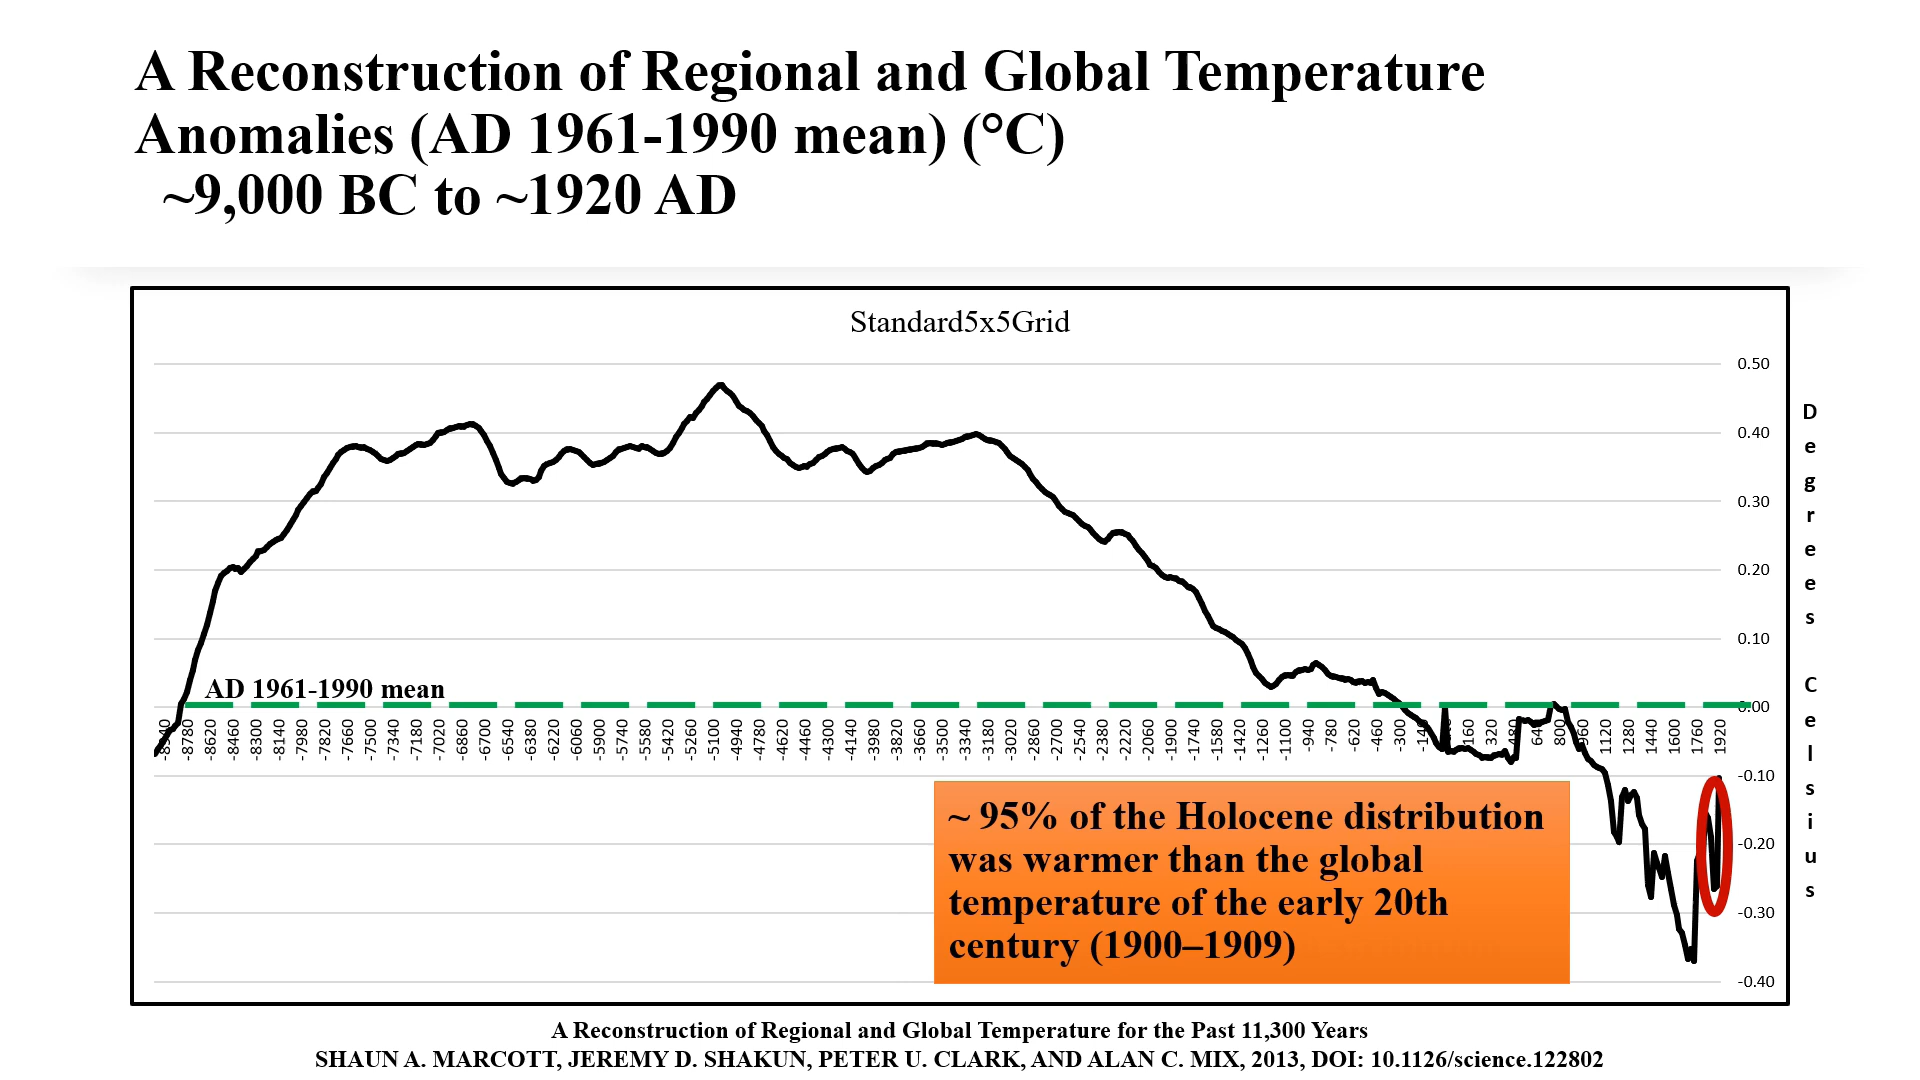 A Reconstruction of Regional and Global Temperature
Anomalies (AD 1961-1990 mean) (°C)
~9,000 BC to ~1920 AD
Standard5x5Grid
0.50
0.40
0.30
0.20
0.10
0.00
-0.10
-0.20
-0.30
-0.40
Degrees Celsius
AD 1961-1990 mean
-8940 -8780 -8620 -8460 -8300 -8140 -7980 -7820 -7660 -7500 -7340 -7180 -7020 -6860 -6700 -6540 -6380 -6220 -6060 -5900 -5740 -5580 -5420 -5260 -5100 -4940 -4780 -4620 -4460 -4300 -4140 -3980 -3820 -3660 -3500 -3340 -3180 -3020 -2860 -2700 -2540 -2380 -2220 -2060 -1900 -1740 -1580 -1420 -1260 -1100 -940 -780 -620 -460 -300 160 320 480 640 800 960 1120 1280 1440 1600 1760 1920
~ 95% of the Holocene distribution
was warmer than the global
temperature of the early 20th
century (1900–1909)
A Reconstruction of Regional and Global Temperature for the Past 11,300 Years
SHAUN A. MARCOTT, JEREMY D. SHAKUN, PETER U. CLARK, AND ALAN C. MIX, 2013, DOI: 10.1126/science.122802